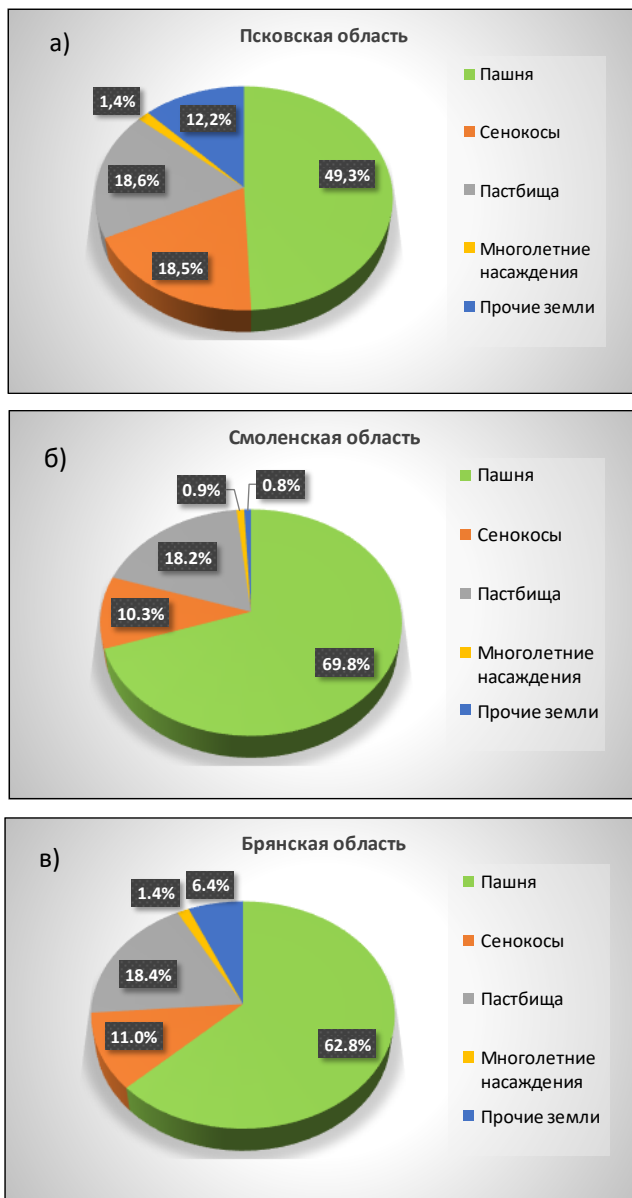 а)
Псковская область
1,4%
12,2%
18,6%
49,3%
18,5%
Пашня
Сенокосы
Пастбища
Многолетние
насаждения
Прочие земли
б)
Смоленская область
0.9%
0.8%
18.2%
10.3%
69.8%
Пашня
Сенокосы
Пастбища
Многолетние
насаждения
Прочие земли
в)
Брянская область
1.4%
6.4%
18.4%
11.0%
62.8%
Пашня
Сенокосы
Пастбища
Многолетние
насаждения
Прочие земли